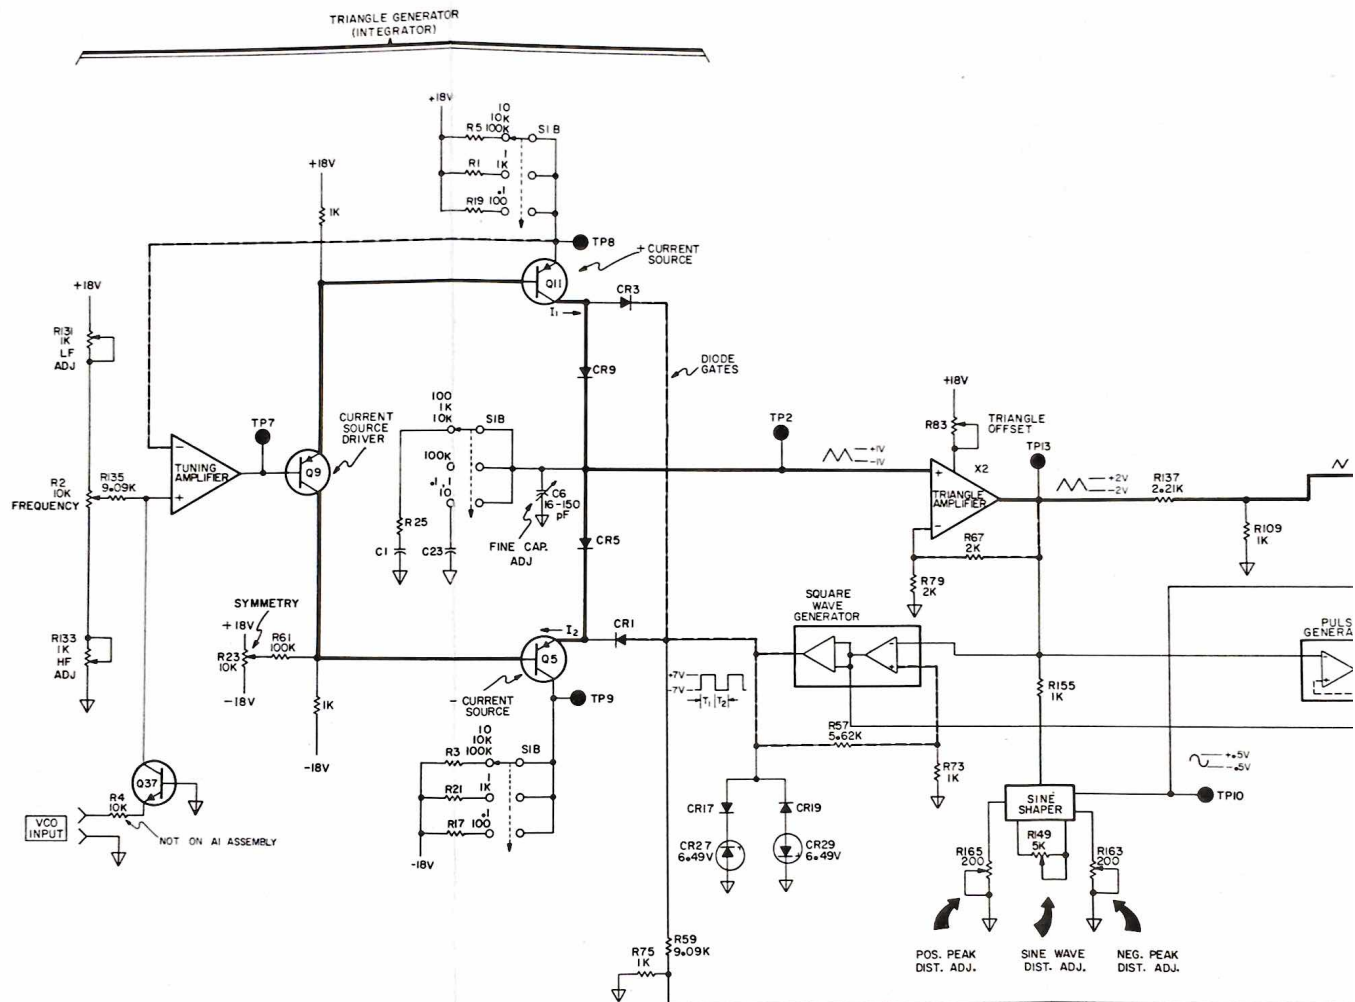 TRIANGLE GENERATOR
(INTEGRATOR)
+18V
10
10K
R5 100K
S1B
1
R1 1K
.1
R19 100
+18V
1K
TP8
+ CURRENT
SOURCE
Q11
I1
CR3
+18V
R131
1K
LF
ADJ
CR9
DIODE
GATES
+18V
R83
TRIANGLE
OFFSET
100
1K
10K
S1B
TP7
CURRENT
SOURCE
DRIVER
TP2
TP13
−
TUNING
AMPLIFIER
+
Q9
100K
.1
10
+1V
−1V
+
X2
TRIANGLE
AMPLIFIER
−
+2V
−2V
R137
2.21K
R2
10K
FREQUENCY
R135
9.09K
C6
16-150
pF
R25
C1
C23
FINE CAP.
ADJ
CR5
R67
2K
R109
1K
R79
2K
SYMMETRY
+18V
R61
100K
R23
10K
−18V
SQUARE
WAVE
GENERATOR
−
+
PULS
GENERA
−
+
R133
1K
HF
ADJ
I2
CR1
Q5
− CURRENT
SOURCE
TP9
+7V
−7V
T1
T2
R155
1K
1K
−18V
R57
5.62K
10
10K
R3 100K
S1B
1
R21 1K
.1
R17 100
−18V
R73
1K
+.5V
−.5V
Q37
R4
10K
VCO
INPUT
NOT ON A1 ASSEMBLY
CR17
CR19
SINE
SHAPER
TP10
CR27
6.49V
CR29
6.49V
R165
200
R149
5K
R163
200
R75
1K
R59
9.09K
POS. PEAK
DIST. ADJ.
SINE WAVE
DIST. ADJ.
NEG. PEAK
DIST. ADJ.